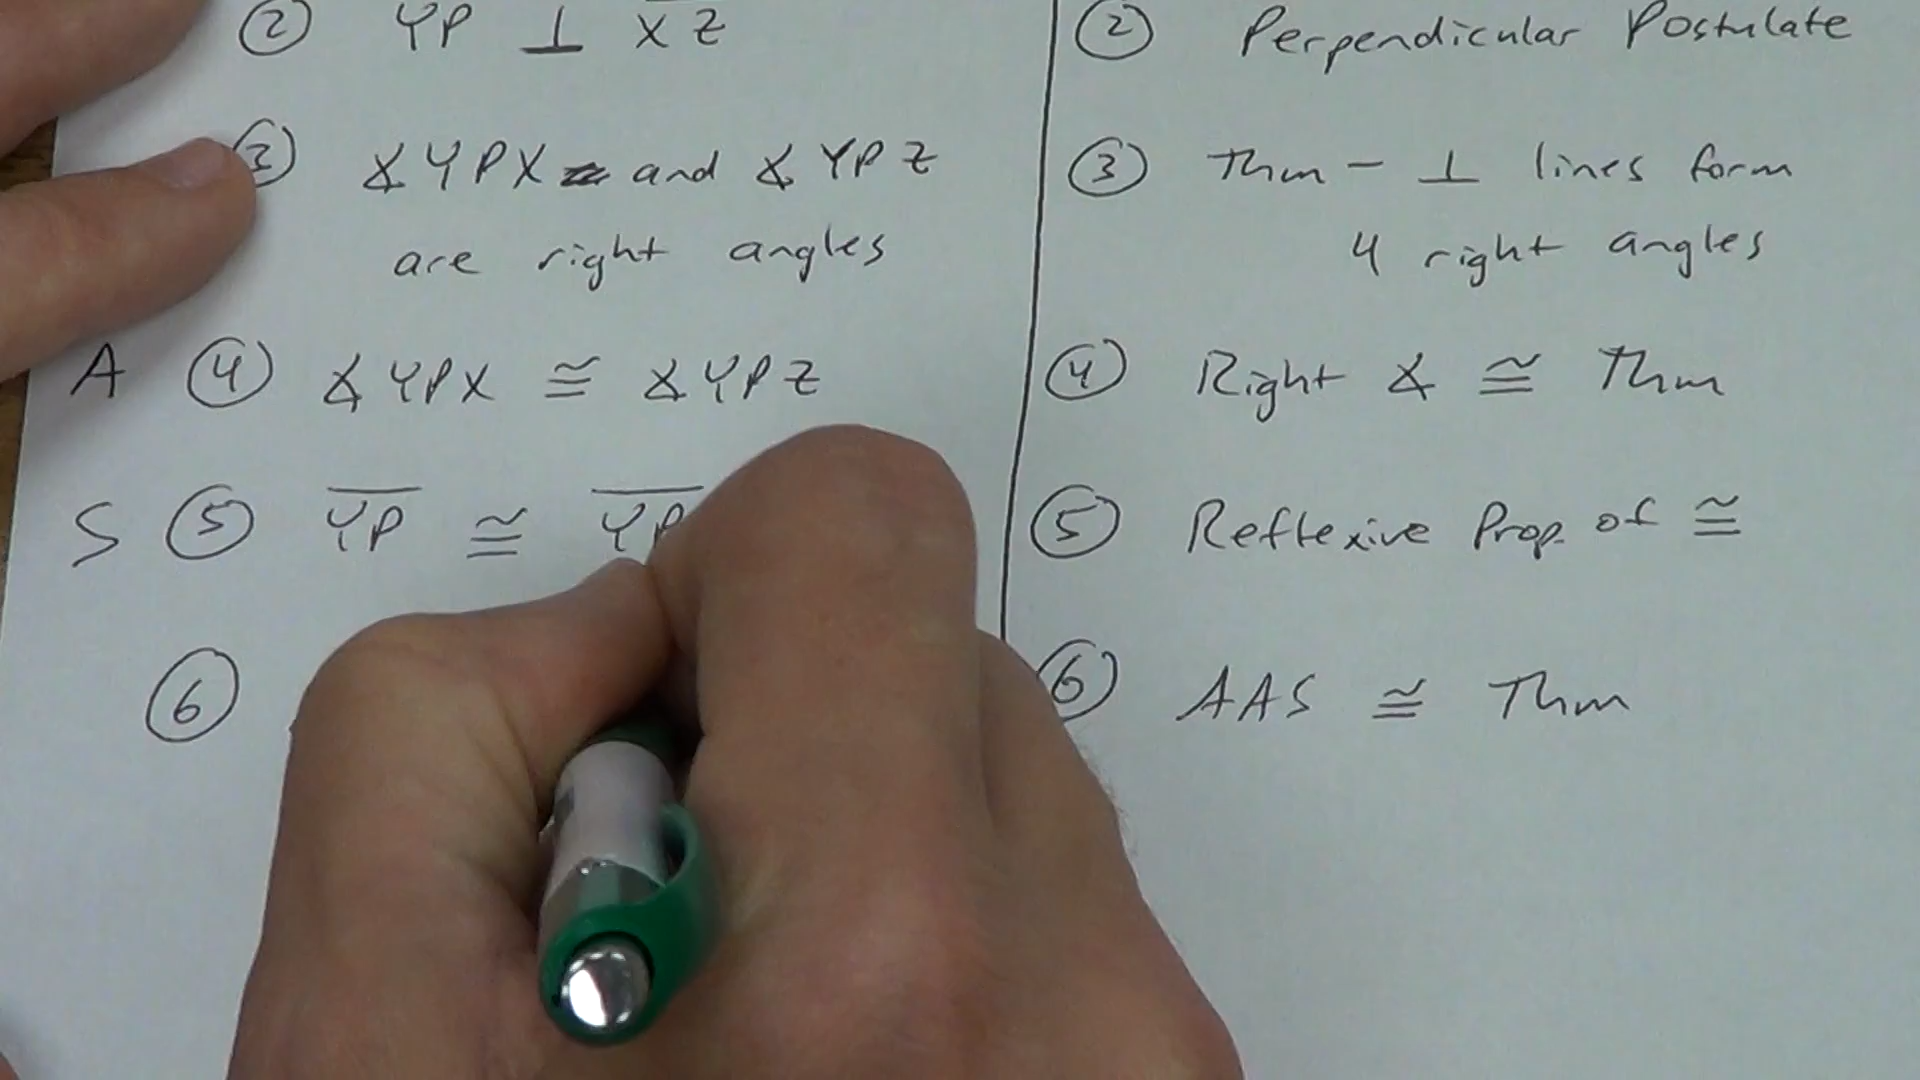 ② YP ⊥ XZ
② Perpendicular Postulate
③ ∡YPX and ∡YPZ
are right angles
③ Thm - ⊥ lines form
4 right angles
A ④ ∡YPX ≅ ∡YPZ
④ Right ∡ ≅ Thm
S ⑤ YP ≅ YP
⑤ Reflexive Prop. of ≅
⑥
⑥ AAS ≅ Thm